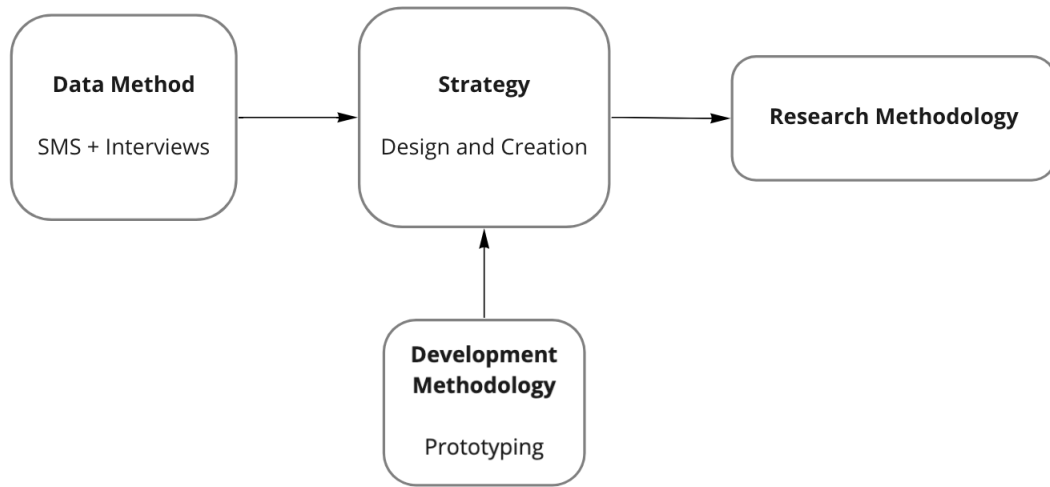 Data Method
SMS + Interviews
Strategy
Design and Creation
Research Methodology
Development
Methodology
Prototyping